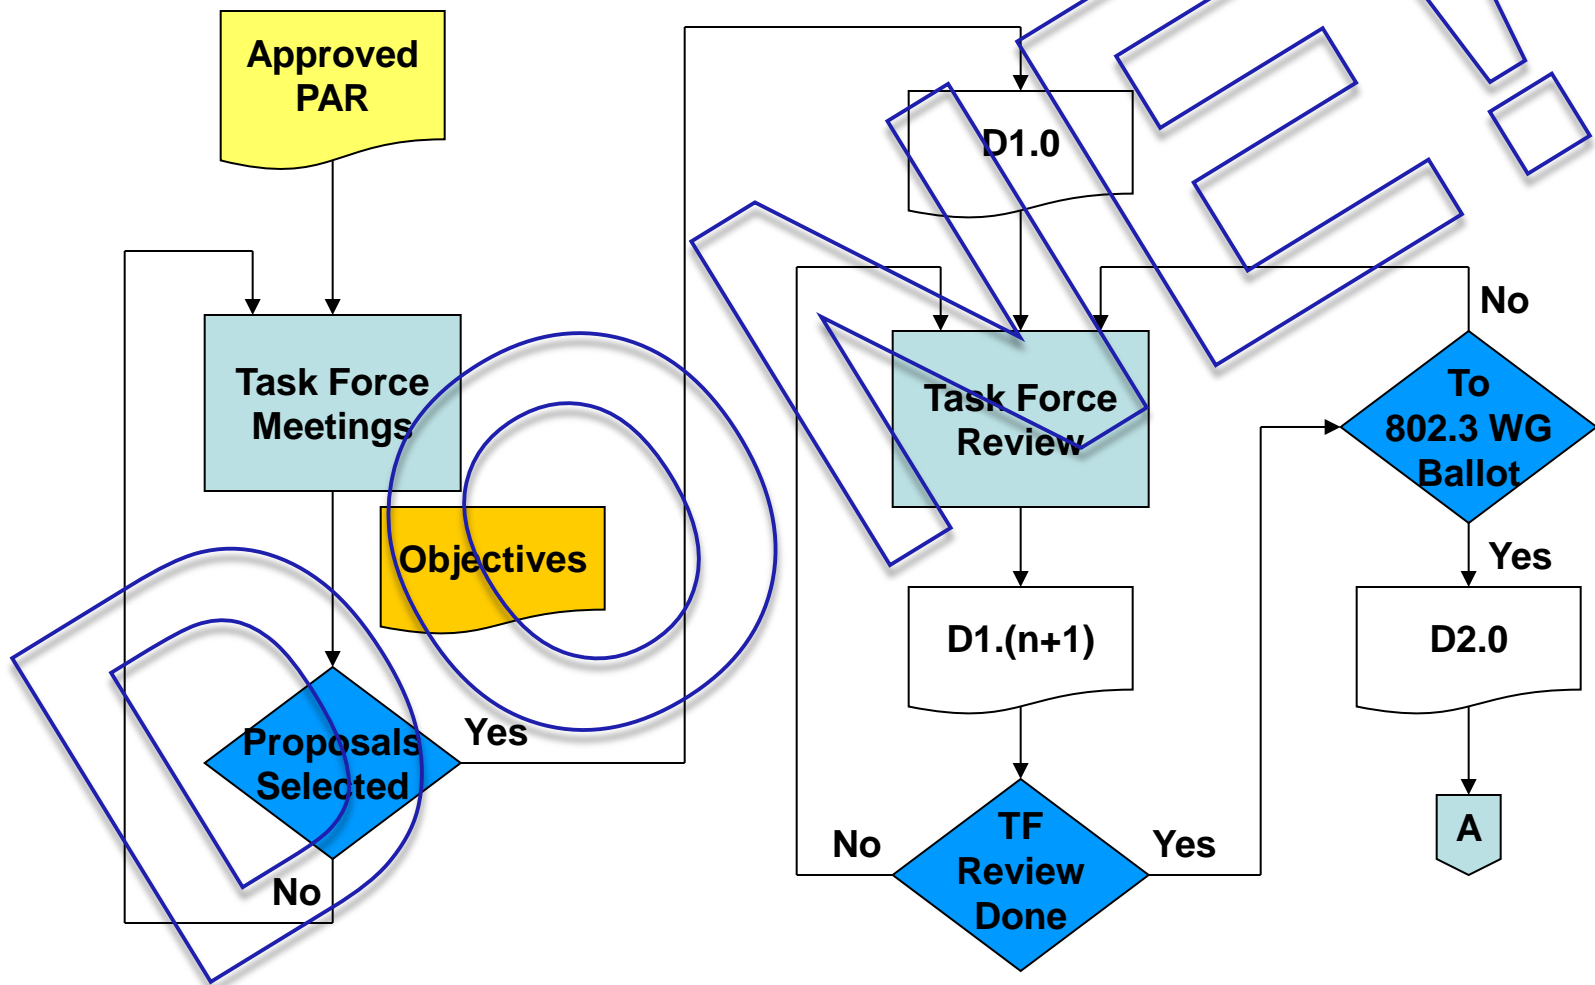 Approved
PAR
Task Force
Meetings
Objectives
Proposals
Selected
Yes
No
D1.0
Task Force
Review
D1.(n+1)
TF
Review
Done
No
Yes
To
802.3 WG
Ballot
No
Yes
D2.0
A
DONE!